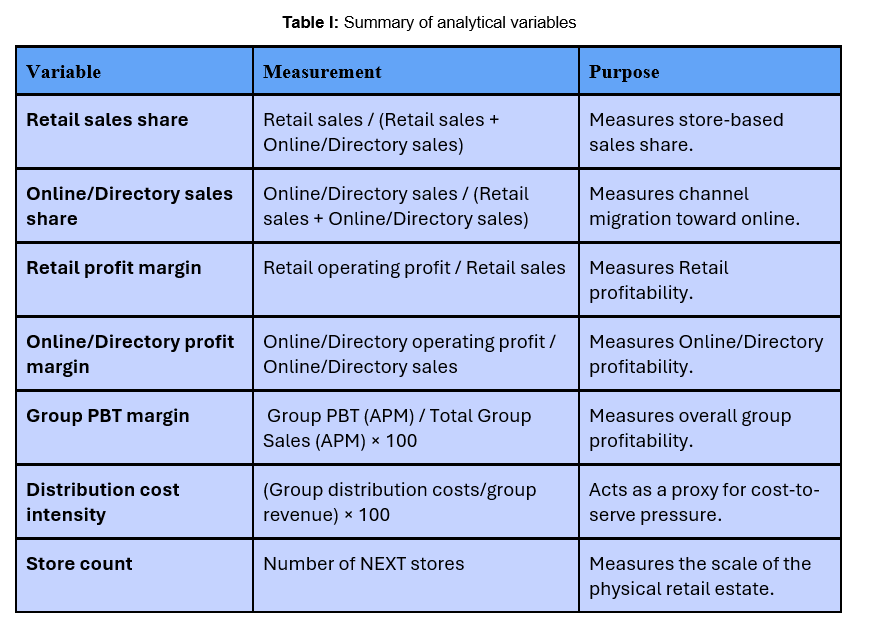 Table I: Summary of analytical variables
Variable
Measurement
Purpose
Retail sales share
Retail sales / (Retail sales +
Online/Directory sales)
Measures store-based
sales share.
Online/Directory sales
share
Online/Directory sales / (Retail
sales + Online/Directory sales)
Measures channel
migration toward online.
Retail profit margin
Retail operating profit / Retail sales
Measures Retail
profitability.
Online/Directory profit
margin
Online/Directory operating profit /
Online/Directory sales
Measures Online/Directory
profitability.
Group PBT margin
Group PBT (APM) / Total Group
Sales (APM) × 100
Measures overall group
profitability.
Distribution cost
intensity
(Group distribution costs/group
revenue) × 100
Acts as a proxy for cost-to-
serve pressure.
Store count
Number of NEXT stores
Measures the scale of the
physical retail estate.